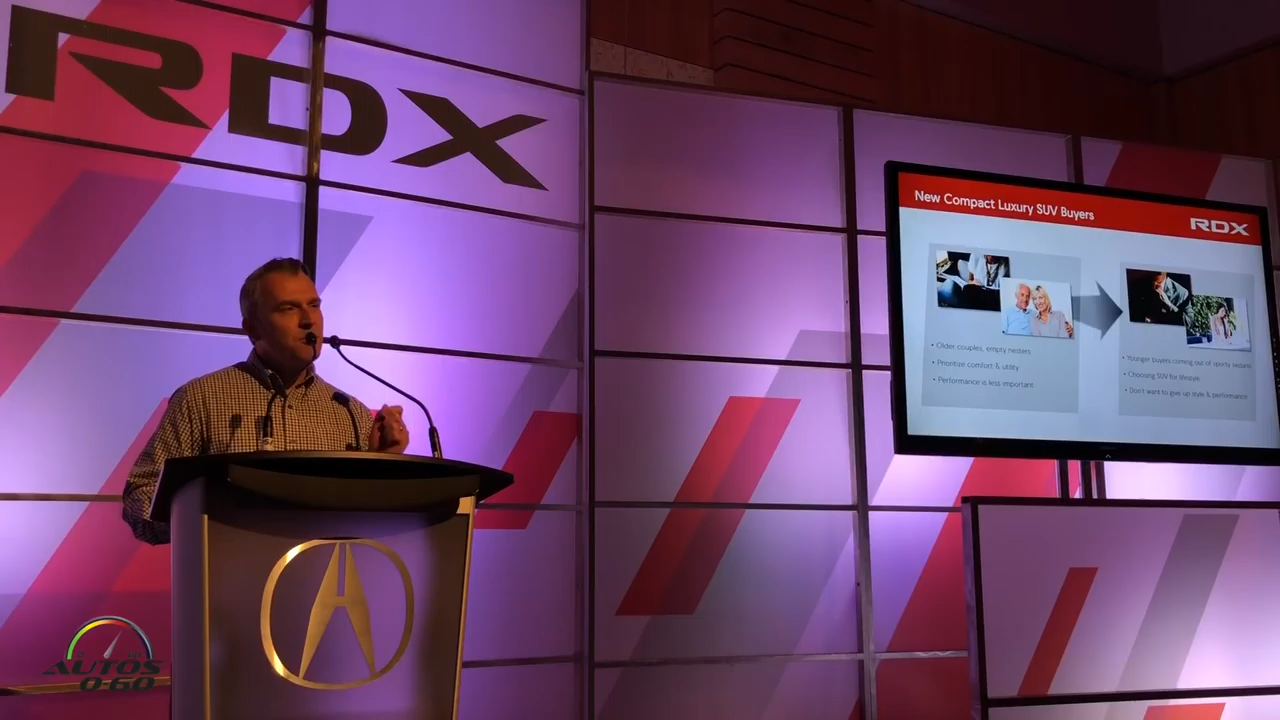 RDX
New Compact Luxury SUV Buyers
RDX
• Older couples, empty nesters
• Prioritize comfort & utility
• Performance is less important
• Younger buyers coming out of sporty sedans
• Choosing SUV for lifestyle
• Don't want to give up style & performance
AUTOS
0-60